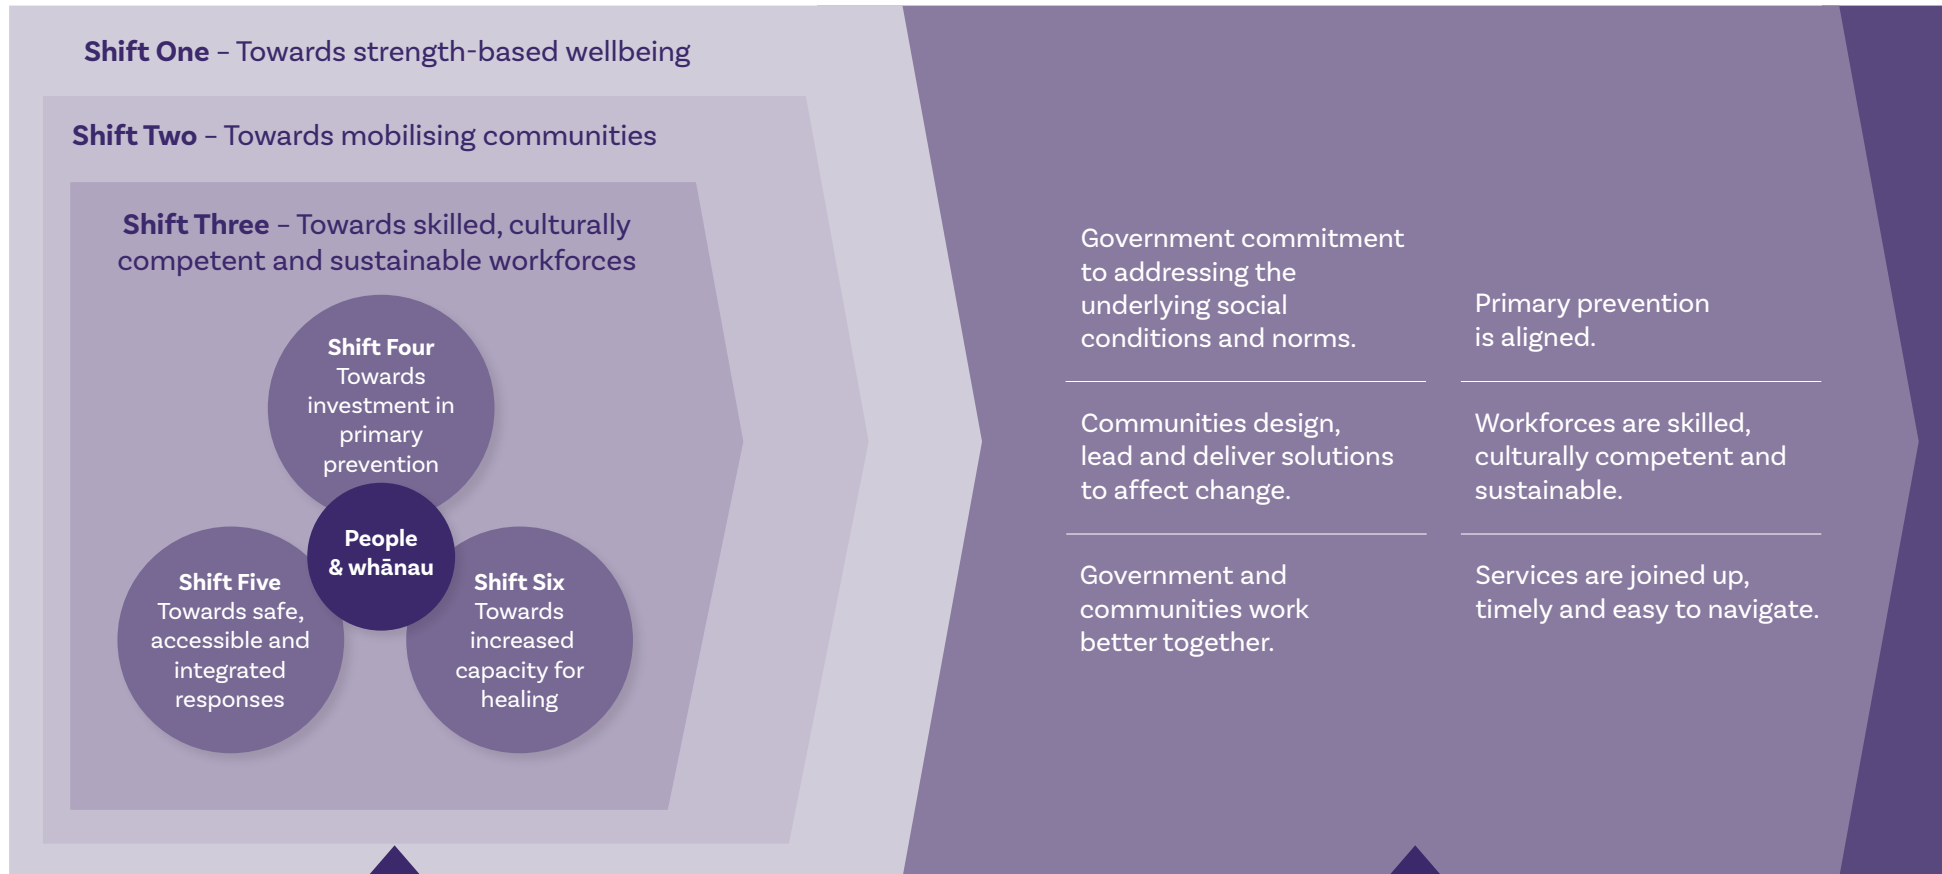 Shift One – Towards strength-based wellbeing
Shift Two – Towards mobilising communities
Shift Three – Towards skilled, culturally
competent and sustainable workforces
Shift Four
Towards
investment in
primary
prevention
People
& whānau
Shift Five
Towards safe,
accessible and
integrated
responses
Shift Six
Towards
increased
capacity for
healing
Government commitment
to addressing the
underlying social
conditions and norms.
Communities design,
lead and deliver solutions
to affect change.
Government and
communities work
better together.
Primary prevention
is aligned.
Workforces are skilled,
culturally competent and
sustainable.
Services are joined up,
timely and easy to navigate.